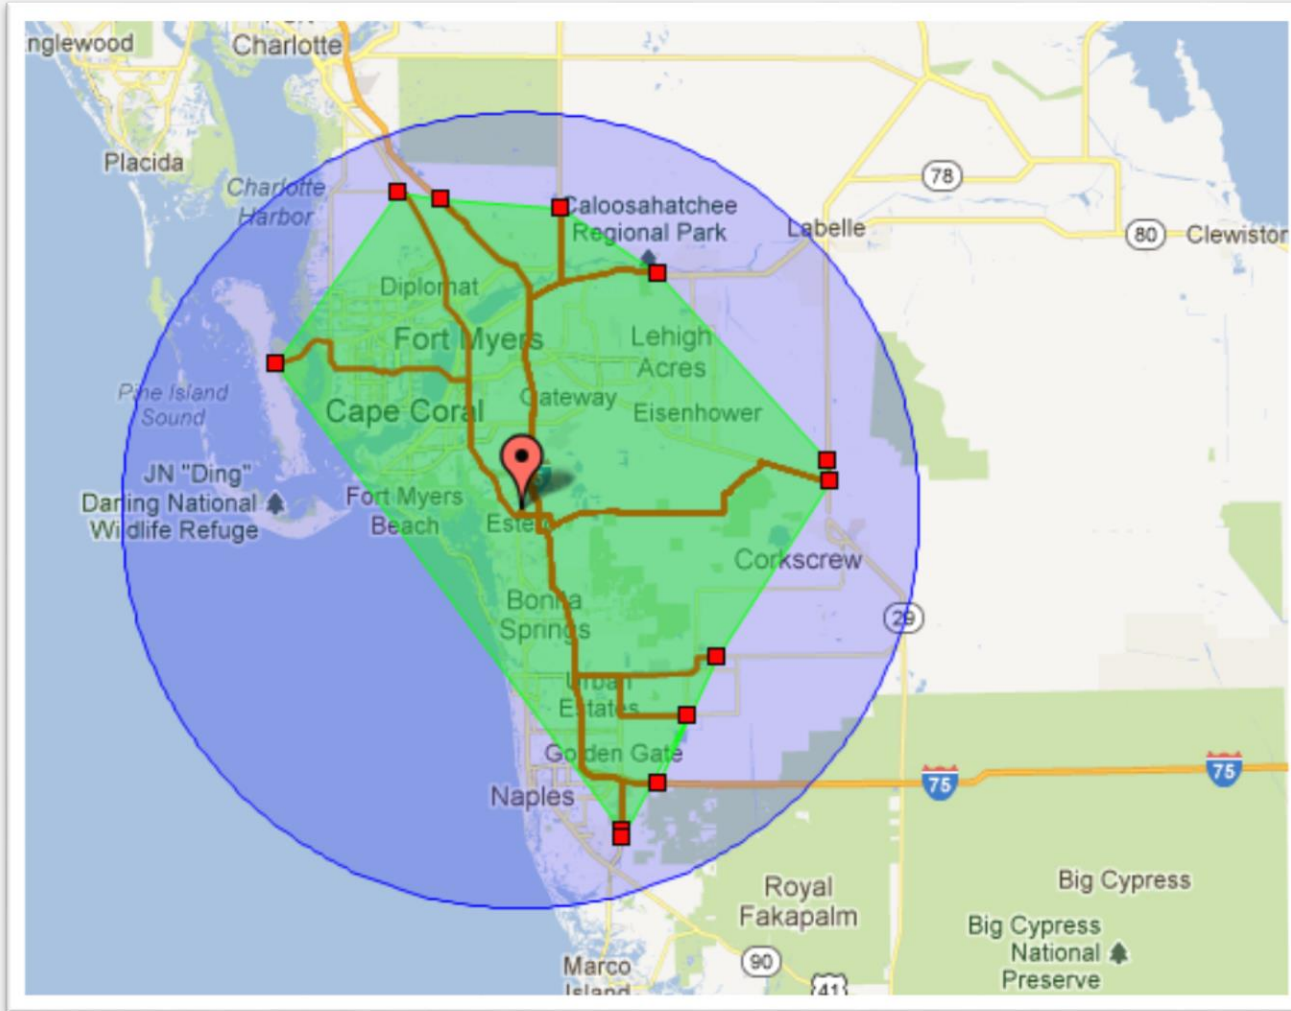 nglewood
Charlotte
Placida
Charlotte
Harbor
Caloosahatchee
Regional Park
78
Labelle
80
Clewiston
Diplomat
Fort Myers
Lehigh
Acres
Pine Island
Sound
Gateway
Cape Coral
Eisenhower
JN "Ding"
Darling National
Wildlife Refuge
Fort Myers
Beach
Estero
Corkscrew
Bonita
Springs
29
Urban
Estates
Golden Gate
75
75
Naples
Royal
Fakapalm
Big Cypress
Big Cypress
National
Preserve
90
Marco
Island
41